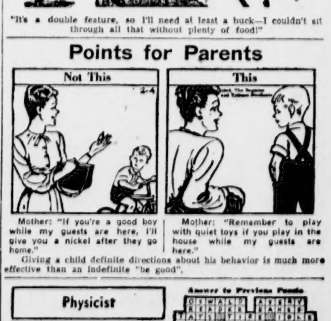 "It's a double feature, so I'll need at least a buck—I couldn't sit
through all that without plenty of food!"
Points for Parents
Not This
This
2-4
Mother: "If you're a good boy
while my guests are here, I'll
give you a nickel after they go
home."
Mother: "Remember to play
with quiet toys if you play in the
house while my guests are
here."
Giving a child definite directions about his behavior is much more
effective than an indefinite "be good".
Physicist
Answer to Previous Puzzle